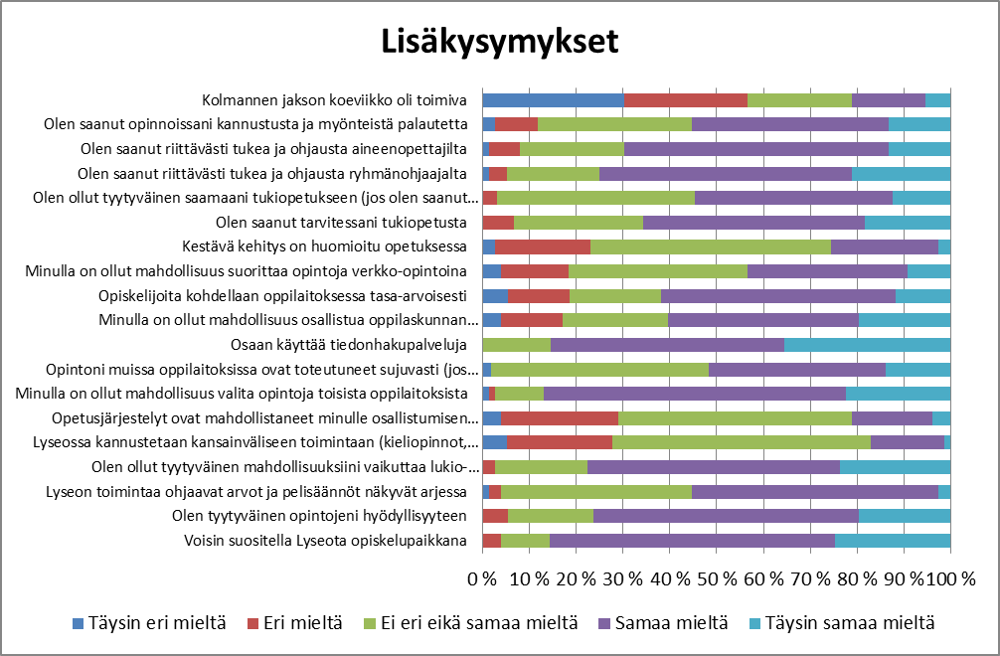 Lisäkysymykset
Kolmannen jakson koeviikko oli toimiva
Olen saanut opinnoissani kannustusta ja myönteistä palautetta
Olen saanut riittävästi tukea ja ohjausta aineenopettajilta
Olen saanut riittävästi tukea ja ohjausta ryhmänohjaajalta
Olen ollut tyytyväinen saamaani tukiopetukseen (jos olen saanut...
Olen saanut tarvitessani tukiopetusta
Kestävä kehitys on huomioitu opetuksessa
Minulla on ollut mahdollisuus suorittaa opintoja verkko-opintoina
Opiskelijoita kohdellaan oppilaitoksessa tasa-arvoisesti
Minulla on ollut mahdollisuus osallistua oppilaskunnan...
Osaan käyttää tiedonhakupalveluja
Opintoni muissa oppilaitoksissa ovat toteutuneet sujuvasti (jos...
Minulla on ollut mahdollisuus valita opintoja toisista oppilaitoksista
Opetusjärjestelyt ovat mahdollistaneet minulle osallistumisen...
Lyseossa kannustetaan kansainväliseen toimintaan (kieliopinnot,...
Olen ollut tyytyväinen mahdollisuuksiini vaikuttaa lukio-...
Lyseon toimintaa ohjaavat arvot ja pelisäännöt näkyvät arjessa
Olen tyytyväinen opintojeni hyödyllisyyteen
Voisin suositella Lyseota opiskelupaikkana
0 % 10 % 20 % 30 % 40 % 50 % 60 % 70 % 80 % 90 % 100 %
Täysin eri mieltä Eri mieltä Ei eri eikä samaa mieltä Samaa mieltä Täysin samaa mieltä